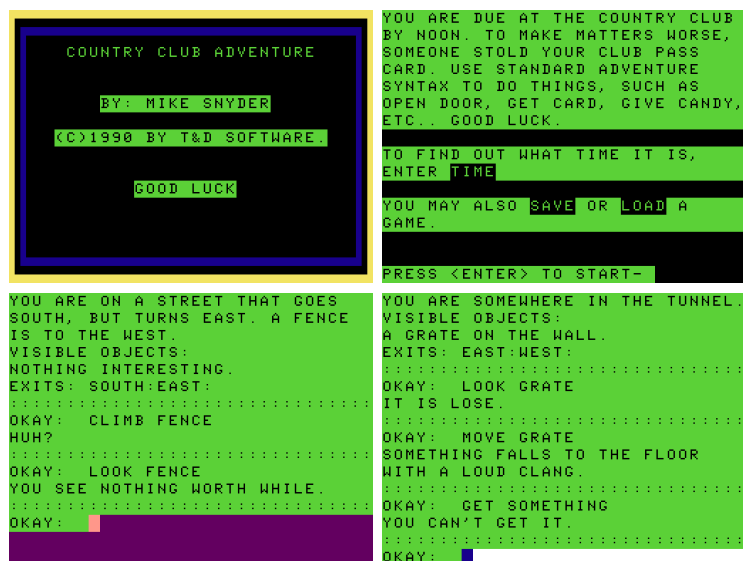 COUNTRY CLUB ADVENTURE
BY: MIKE SNYDER
(C)1990 BY T&D SOFTWARE.
GOOD LUCK
YOU ARE DUE AT THE COUNTRY CLUB
BY NOON. TO MAKE MATTERS WORSE,
SOMEONE STOLD YOUR CLUB PASS
CARD. USE STANDARD ADVENTURE
SYNTAX TO DO THINGS, SUCH AS
OPEN DOOR, GET CARD, GIVE CANDY,
ETC.. GOOD LUCK.
TO FIND OUT WHAT TIME IT IS,
ENTER TIME
YOU MAY ALSO SAVE OR LOAD A
GAME.
PRESS <ENTER> TO START-
YOU ARE ON A STREET THAT GOES
SOUTH, BUT TURNS EAST. A FENCE
IS TO THE WEST.
VISIBLE OBJECTS:
NOTHING INTERESTING.
EXITS: SOUTH:EAST:
::::::::::::::::::::::::::::::::
OKAY:  CLIMB FENCE
HUH?
::::::::::::::::::::::::::::::::
OKAY:  LOOK FENCE
YOU SEE NOTHING WORTH WHILE.
::::::::::::::::::::::::::::::::
OKAY:
YOU ARE SOMEWHERE IN THE TUNNEL.
VISIBLE OBJECTS:
A GRATE ON THE WALL.
EXITS: EAST:WEST:
::::::::::::::::::::::::::::::::
OKAY:  LOOK GRATE
IT IS LOSE.
::::::::::::::::::::::::::::::::
OKAY:  MOVE GRATE
SOMETHING FALLS TO THE FLOOR
WITH A LOUD CLANG.
::::::::::::::::::::::::::::::::
OKAY:  GET SOMETHING
YOU CAN'T GET IT.
::::::::::::::::::::::::::::::::
OKAY: